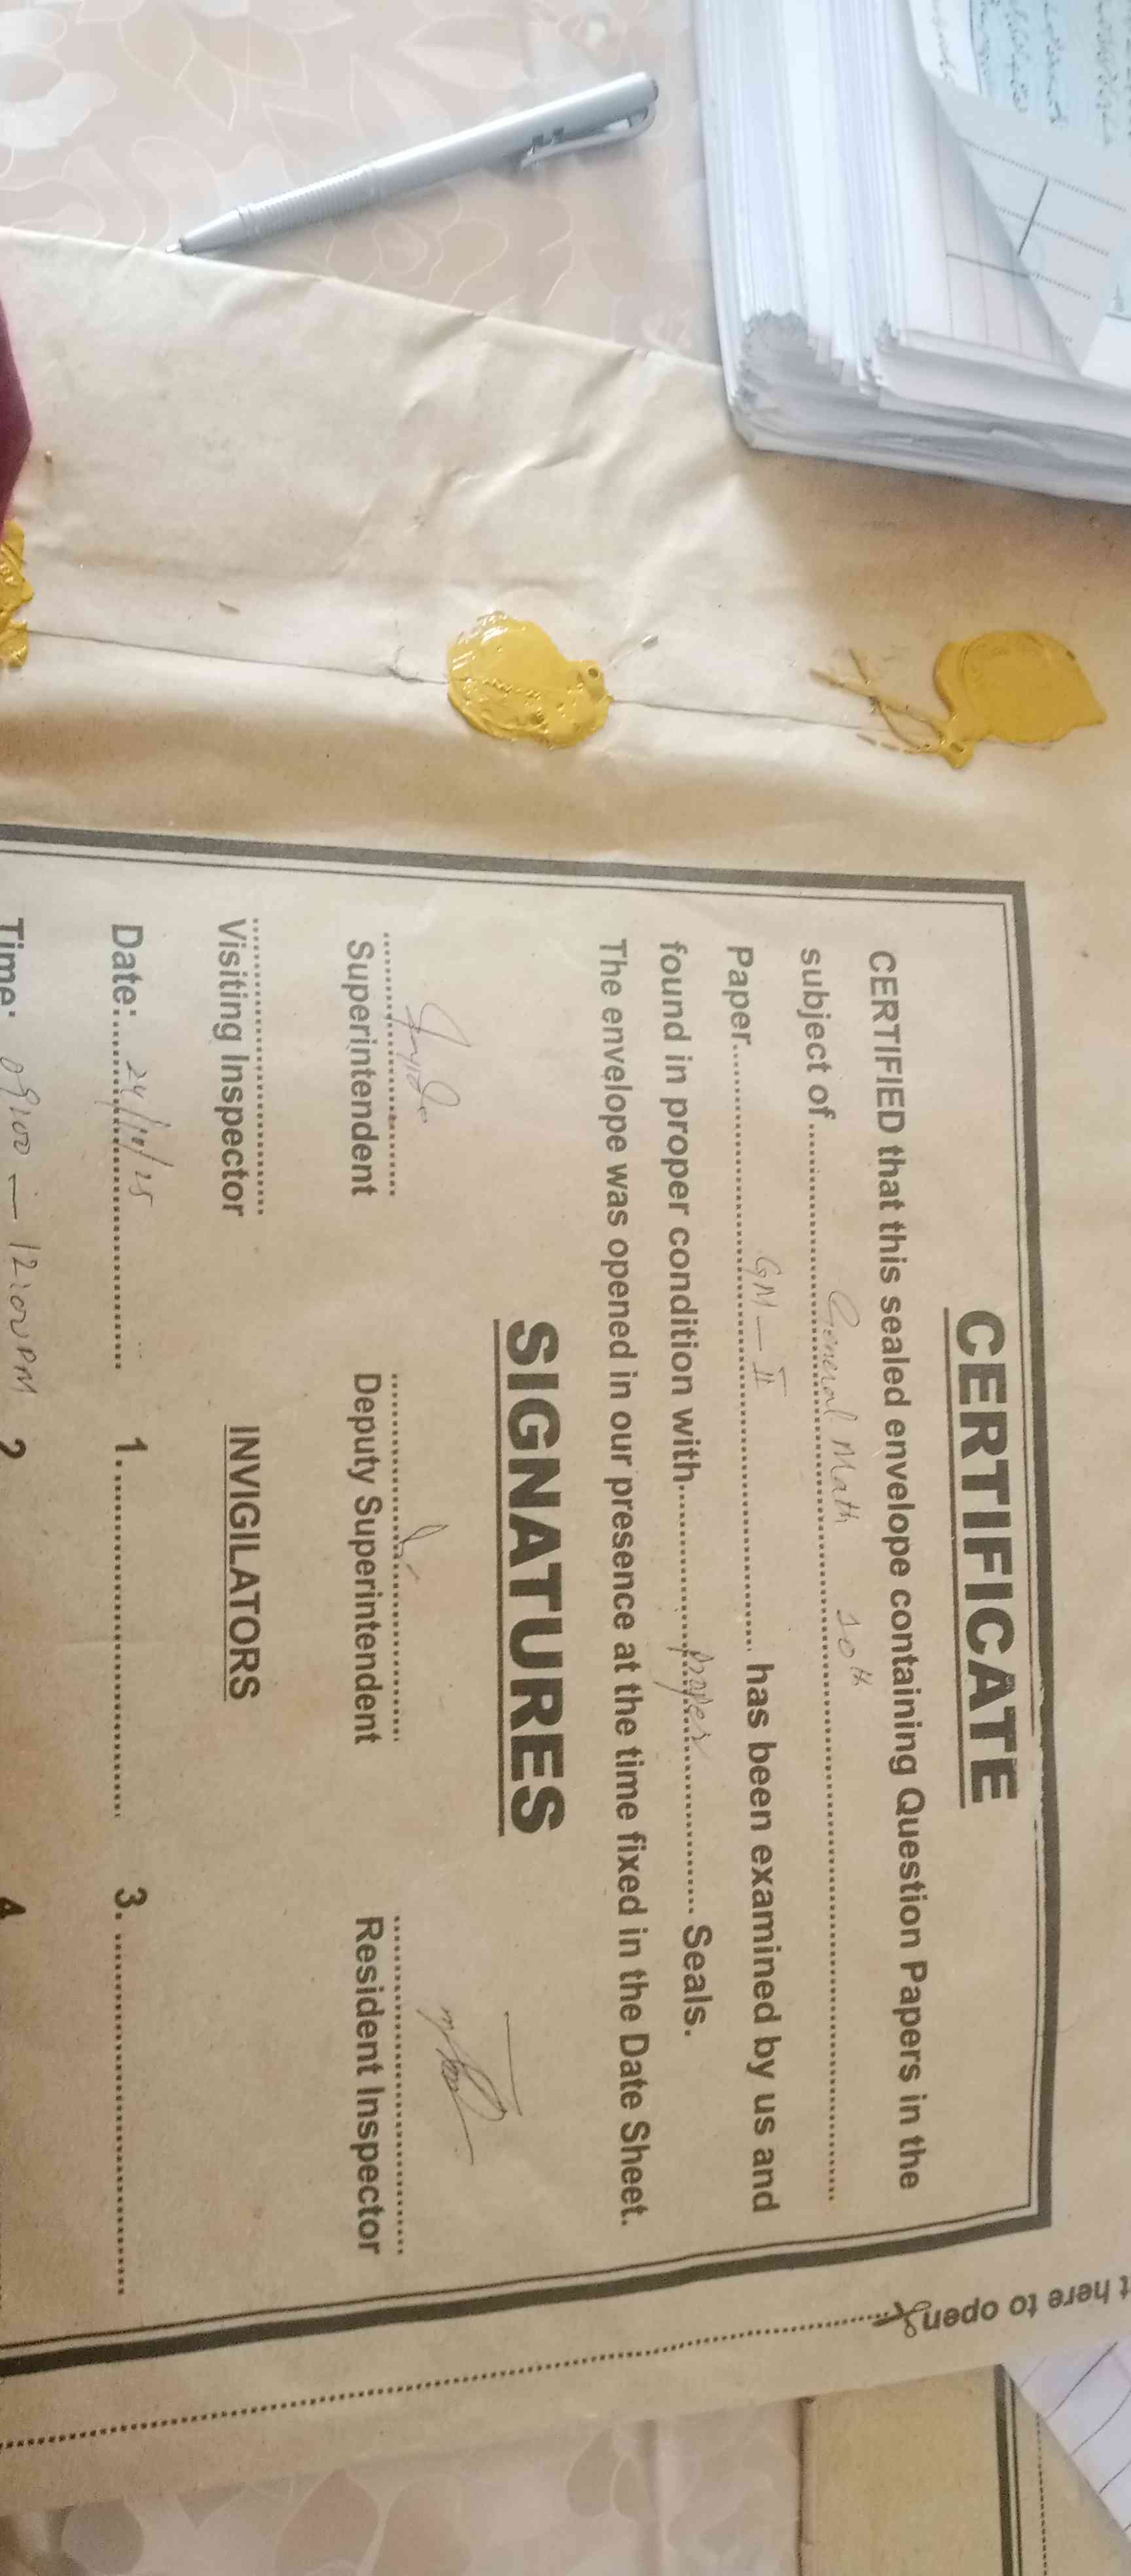 CERTIFICATE
CERTIFIED that this sealed envelope containing Question Papers in the
subject of General Math 10th
Paper GM - II has been examined by us and
found in proper condition with proper Seals.
The envelope was opened in our presence at the time fixed in the Date Sheet.
SIGNATURES
Superintendent Deputy Superintendent Resident Inspector
Visiting Inspector INVIGILATORS
Date: 24/10/25 1. 3.
Time: 09:00 — 12:00 PM 2 4
t here to open